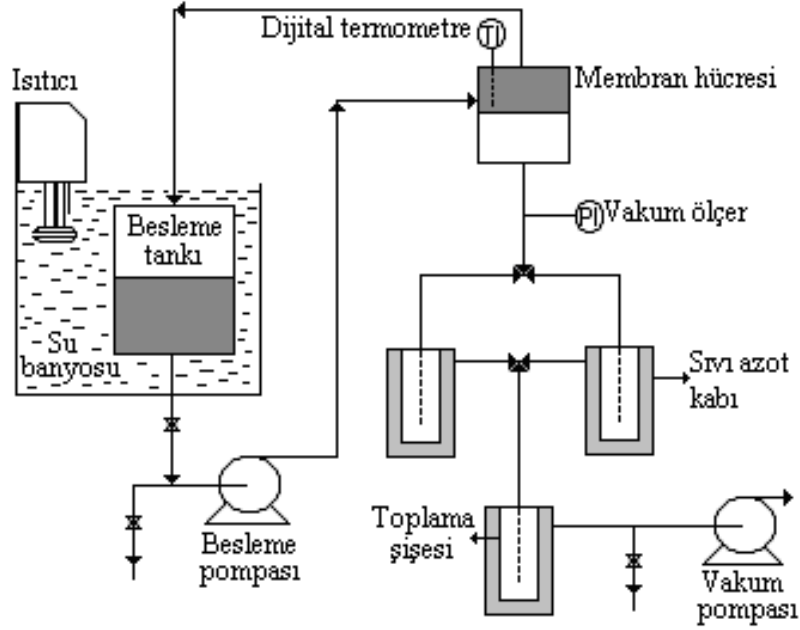 Dijital termometre
TI
Isıtıcı
Membran hücresi
Besleme
tankı
PI
Vakum ölçer
Su
banyosu
Sıvı azot
kabı
Toplama
şişesi
Besleme
pompası
Vakum
pompası